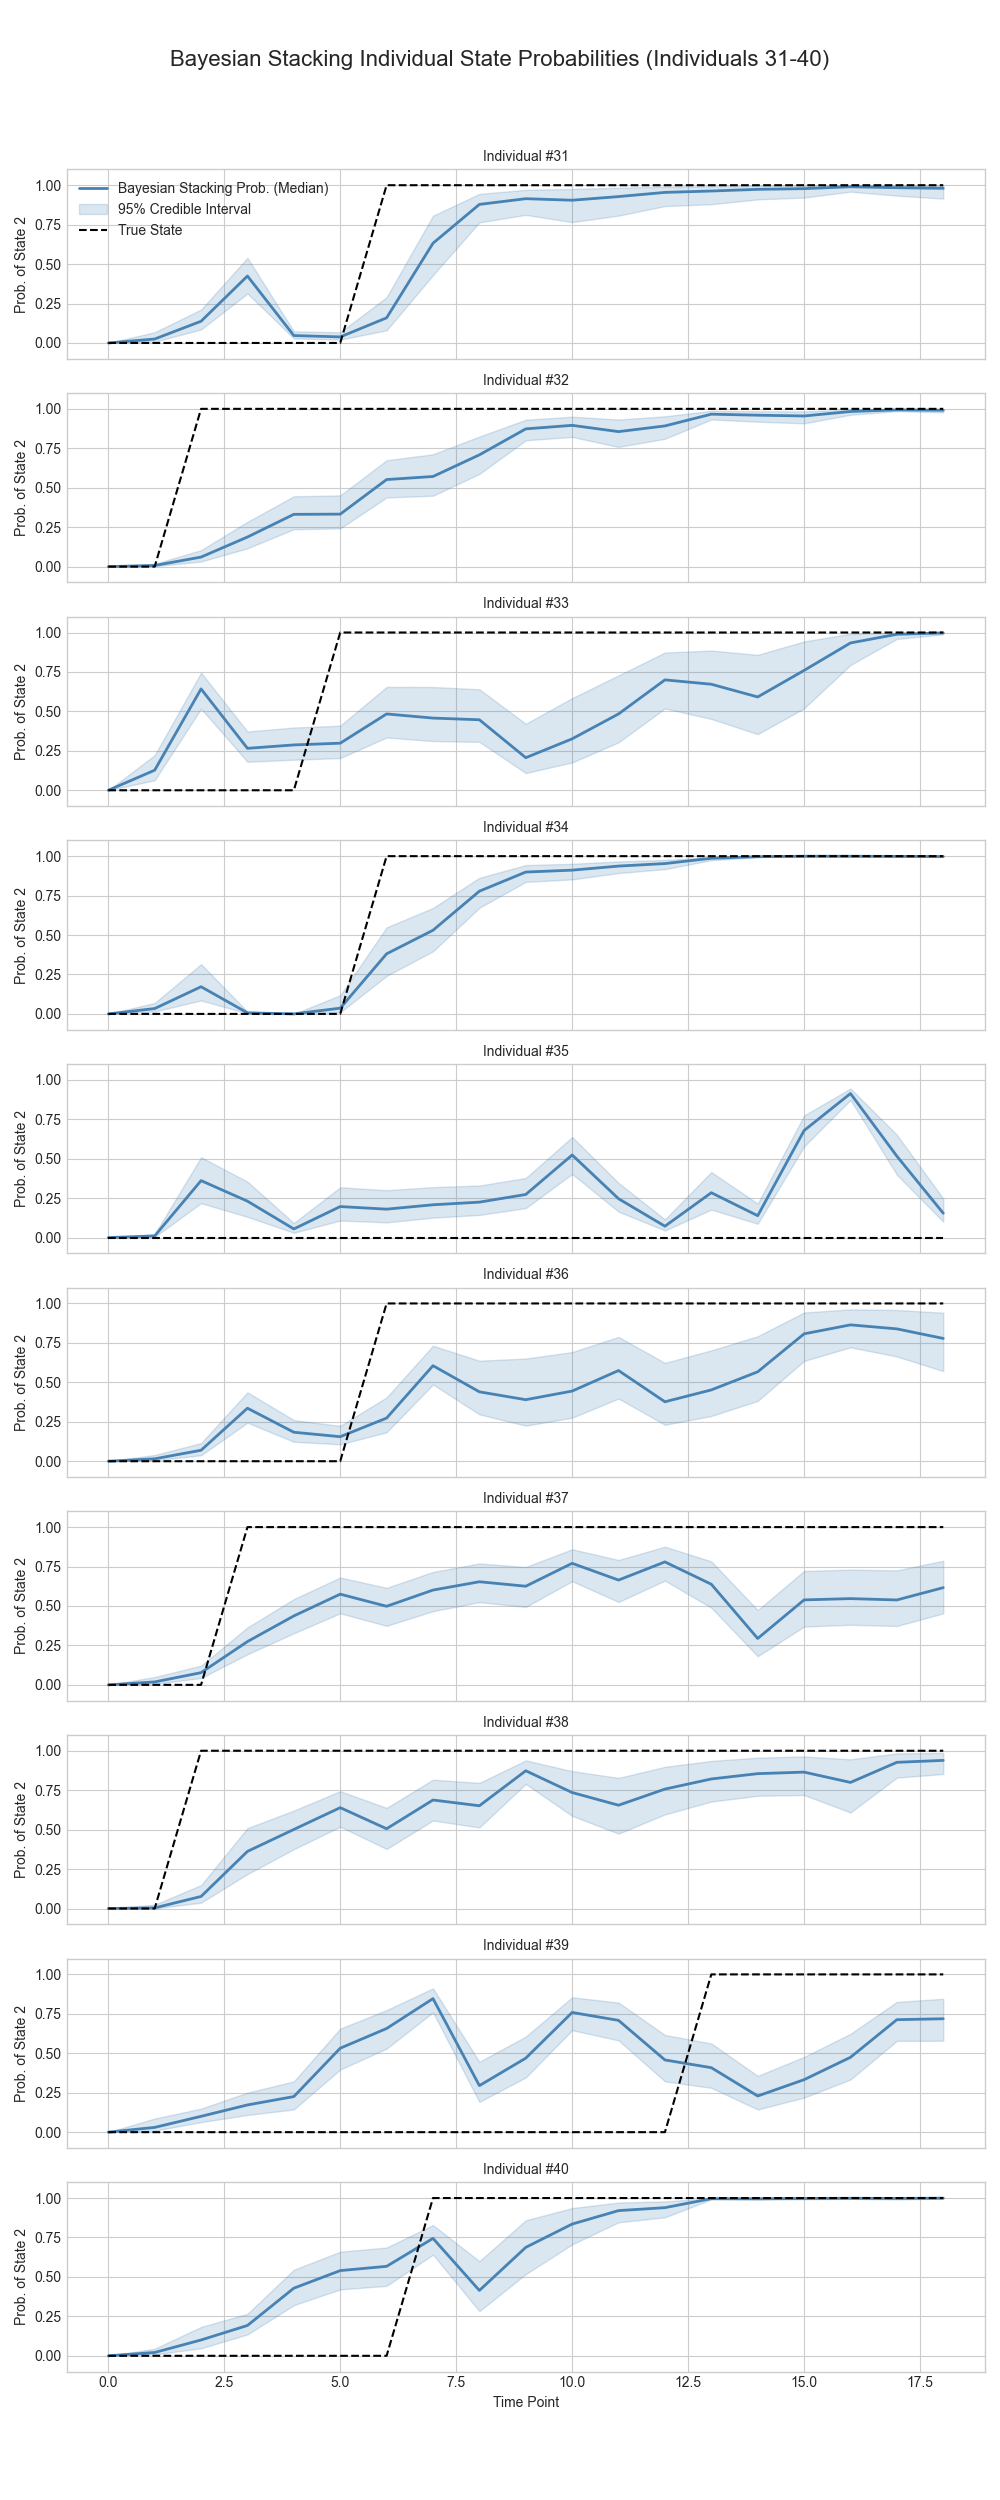 Bayesian Stacking Individual State Probabilities (Individuals 31-40)
Individual #31
1.00
0.75
0.50
0.25
0.00
Prob. of State 2
Bayesian Stacking Prob. (Median)
95% Credible Interval
True State
Individual #32
1.00
0.75
0.50
0.25
0.00
Prob. of State 2
Individual #33
1.00
0.75
0.50
0.25
0.00
Prob. of State 2
Individual #34
1.00
0.75
0.50
0.25
0.00
Prob. of State 2
Individual #35
1.00
0.75
0.50
0.25
0.00
Prob. of State 2
Individual #36
1.00
0.75
0.50
0.25
0.00
Prob. of State 2
Individual #37
1.00
0.75
0.50
0.25
0.00
Prob. of State 2
Individual #38
1.00
0.75
0.50
0.25
0.00
Prob. of State 2
Individual #39
1.00
0.75
0.50
0.25
0.00
Prob. of State 2
Individual #40
1.00
0.75
0.50
0.25
0.00
Prob. of State 2
0.0 2.5 5.0 7.5 10.0 12.5 15.0 17.5
Time Point